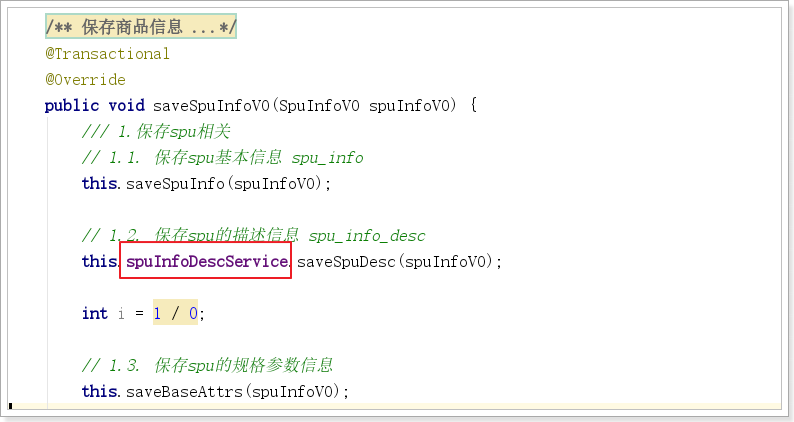 /** 保存商品信息 ...*/
@Transactional
@Override
public void saveSpuInfoVO(SpuInfoVO spuInfoVO) {
/// 1.保存spu相关
// 1.1. 保存spu基本信息 spu_info
this.saveSpuInfo(spuInfoVO);
// 1.2. 保存spu的描述信息 spu_info_desc
this.spuInfoDescService.saveSpuDesc(spuInfoVO);
int i = 1 / 0;
// 1.3. 保存spu的规格参数信息
this.saveBaseAttrs(spuInfoVO);